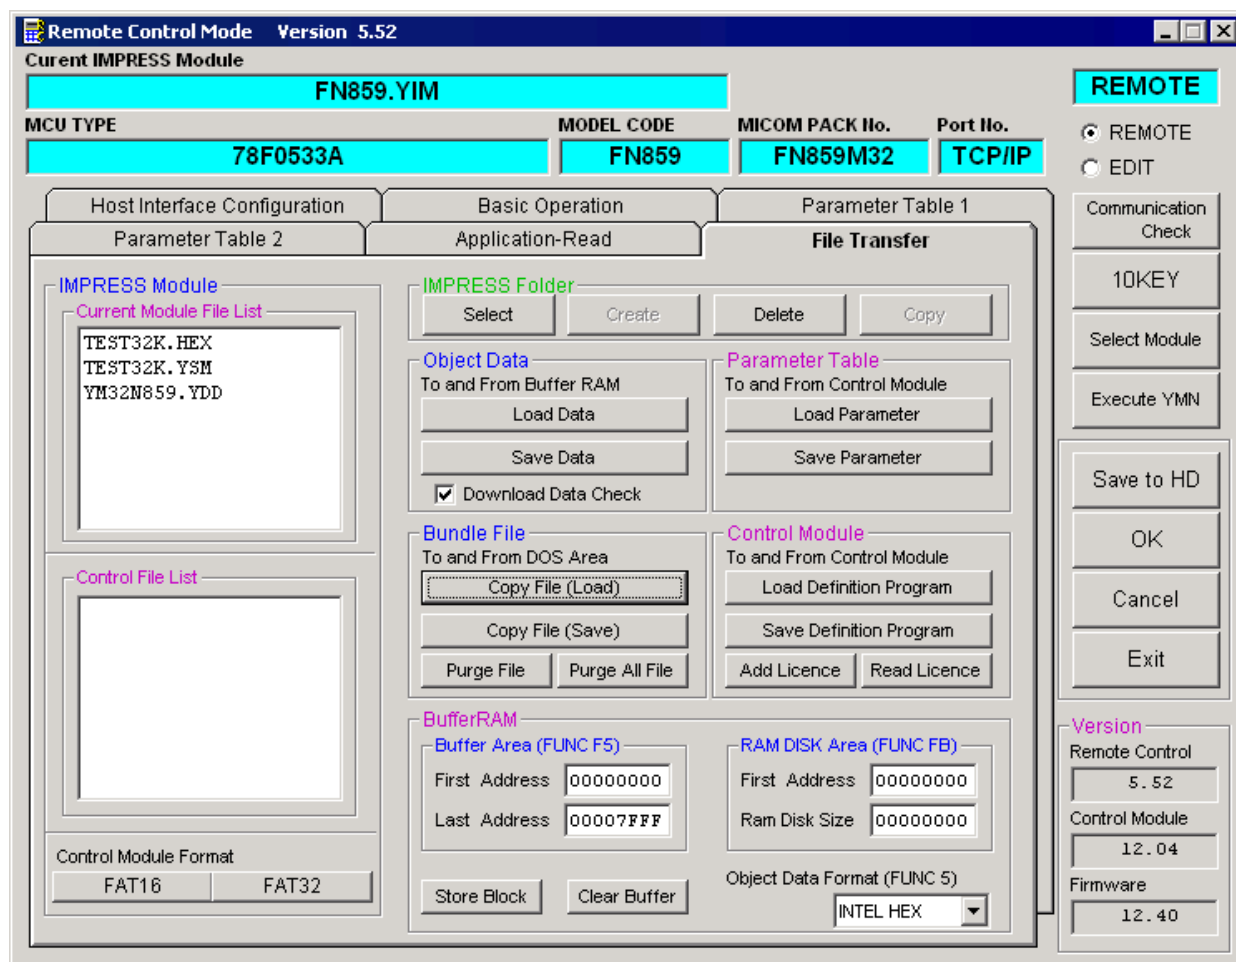 Remote Control Mode   Version 5.52
Curent IMPRESS Module
FN859.YIM
REMOTE
MCU TYPE
MODEL CODE
MICOM PACK No.
Port No.
78F0533A
FN859
FN859M32
TCP/IP
REMOTE
EDIT
Host Interface Configuration
Basic Operation
Parameter Table 1
Parameter Table 2
Application-Read
File Transfer
IMPRESS Module
Current Module File List
TEST32K.HEX
TEST32K.YSM
YM32N859.YDD
Control File List
Control Module Format
FAT16
FAT32
IMPRESS Folder
Select
Create
Delete
Copy
Object Data
To and From Buffer RAM
Load Data
Save Data
Download Data Check
Parameter Table
To and From Control Module
Load Parameter
Save Parameter
Bundle File
To and From DOS Area
Copy File (Load)
Copy File (Save)
Purge File
Purge All File
Control Module
To and From Control Module
Load Definition Program
Save Definition Program
Add Licence
Read Licence
BufferRAM
Buffer Area (FUNC F5)
First Address
00000000
Last Address
00007FFF
RAM DISK Area (FUNC FB)
First Address
00000000
Ram Disk Size
00000000
Store Block
Clear Buffer
Object Data Format (FUNC 5)
INTEL HEX
Communication
Check
10KEY
Select Module
Execute YMN
Save to HD
OK
Cancel
Exit
Version
Remote Control
5.52
Control Module
12.04
Firmware
12.40